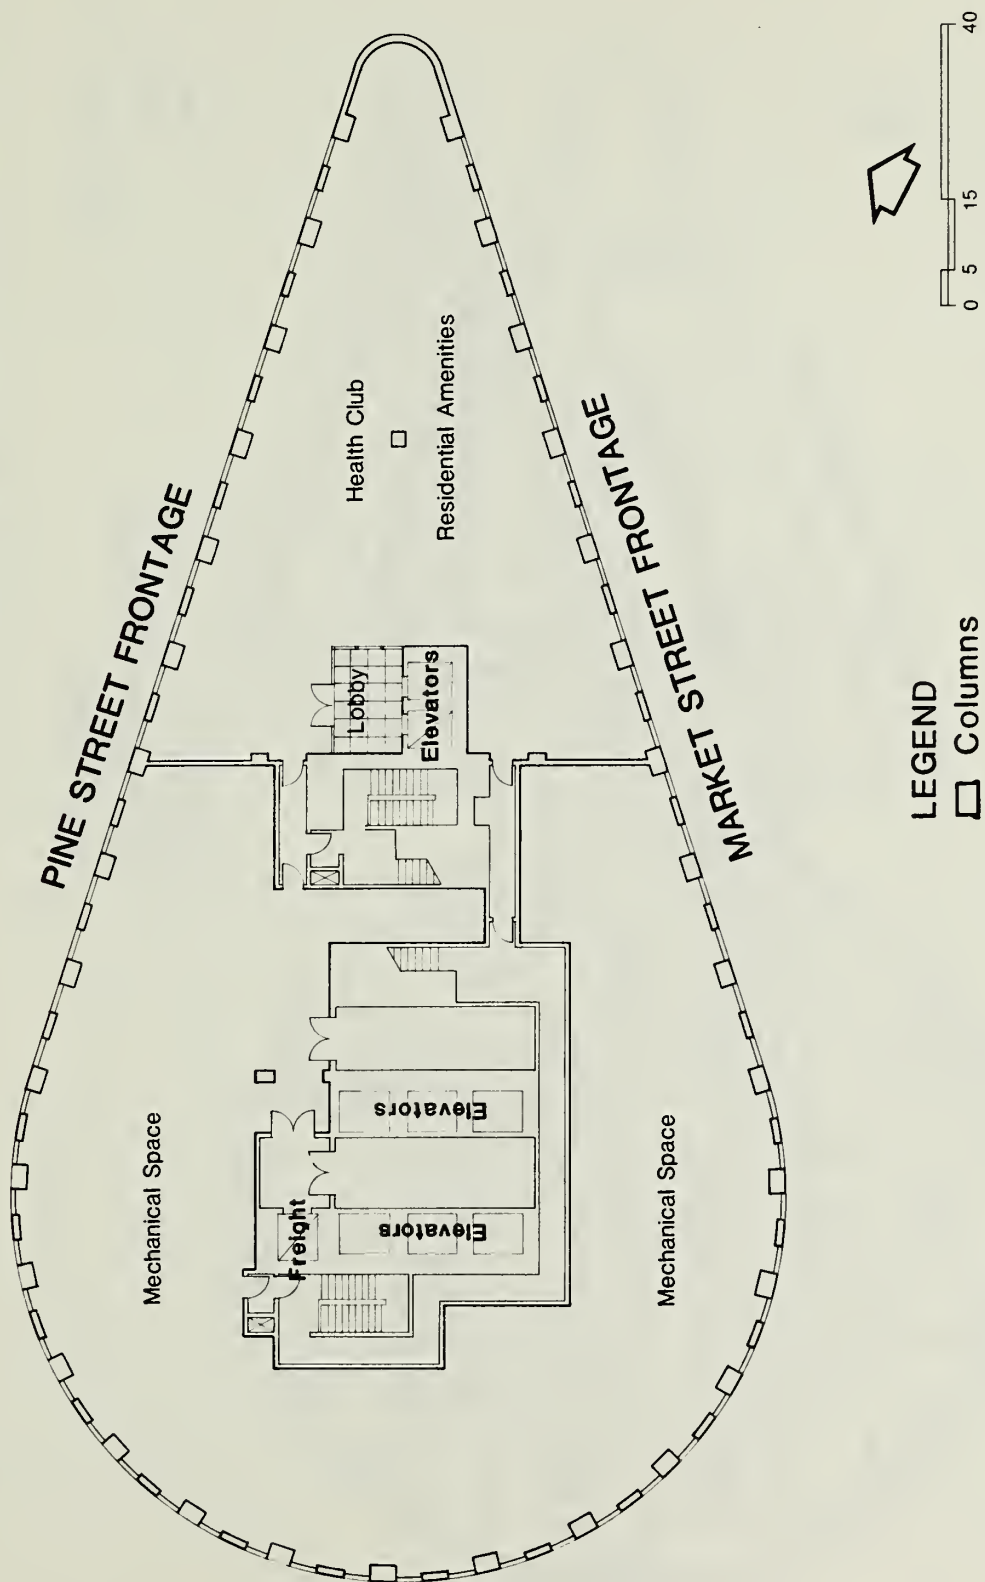 PINE STREET FRONTAGE
Mechanical Space
Freight
Elevators
Elevators
Lobby
Elevators
Health Club
Residential Amenities
Mechanical Space
MARKET STREET FRONTAGE
LEGEND
Columns
0 5 15 40